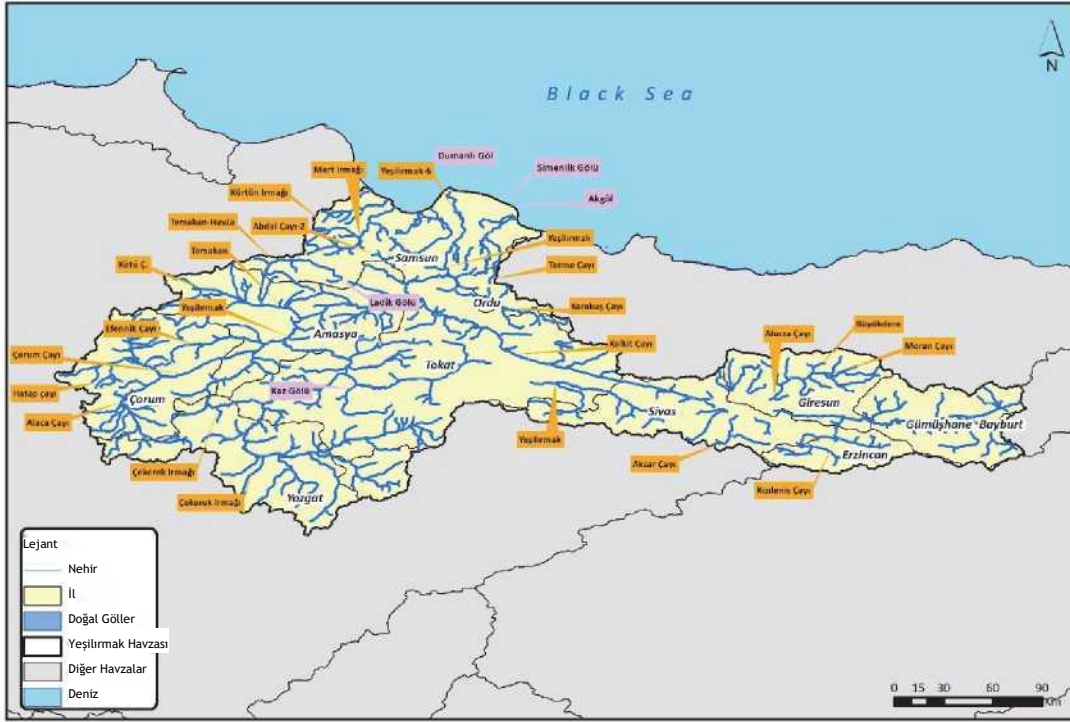 N
Black Sea
Dumanlı Göl
Simenlik Gölü
Mert Irmağı
Yeşilırmak-6
Kürtün Irmağı
Akgöl
Tersakan-Havza
Abdal Çayı-2
Tersakan
Yeşilırmak
Samsun
Terme Çayı
Kötü Ç.
Ladik Gölü
Ordu
Karakuş Çayı
Yeşilırmak
Efennik Çayı
Amasya
Alucra Çayı
Büyükdere
Kelkit Çayı
Moran Çayı
Çorum Çayı
Tokat
Hatap Çayı
Kaz Gölü
Çorum
Giresun
Sivas
Alaca Çayı
Gümüşhane Bayburt
Yeşilırmak
Erzincan
Çekerek Irmağı
Akşar Çayı
Kızıleniş Çayı
Çekerek Irmağı
Yozgat
Lejant
Nehir
İl
Doğal Göller
Yeşilırmak Havzası
Diğer Havzalar
Deniz
0 15 30 60 90
Km